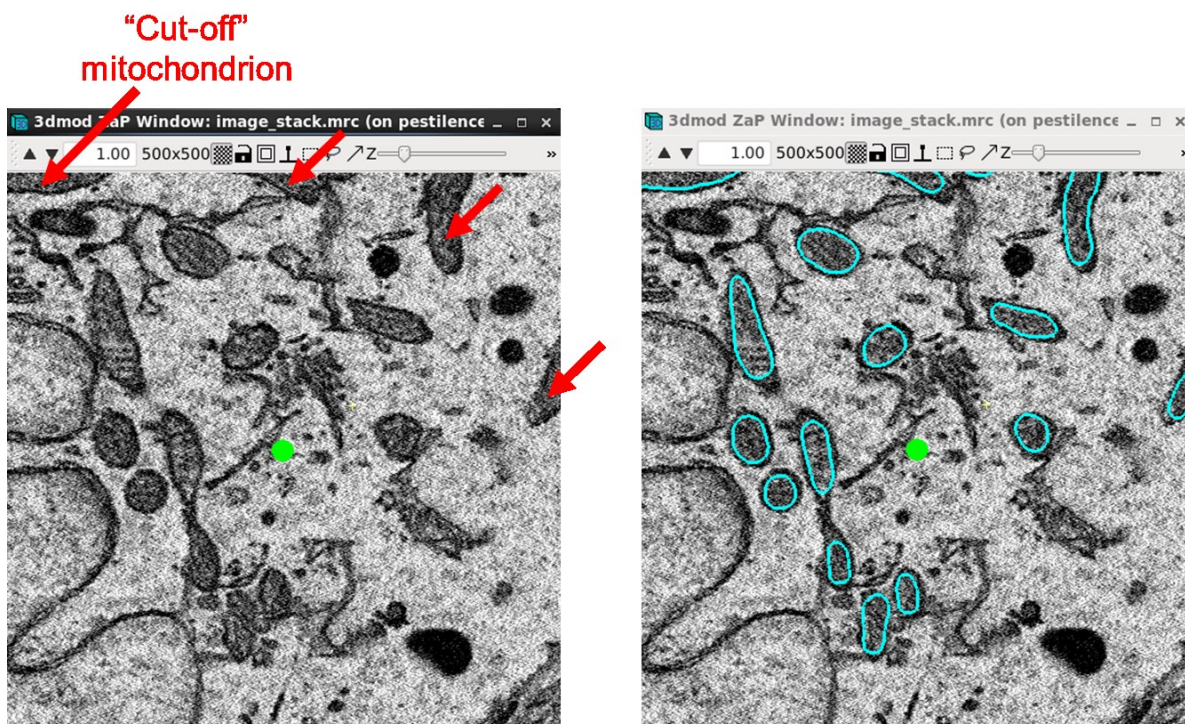 “Cut-off”
mitochondrion
3dmod ZaP Window: image_stack.mrc (on pestilence
1.00 500x500 Z »
3dmod ZaP Window: image_stack.mrc (on pestilence
1.00 500x500 Z